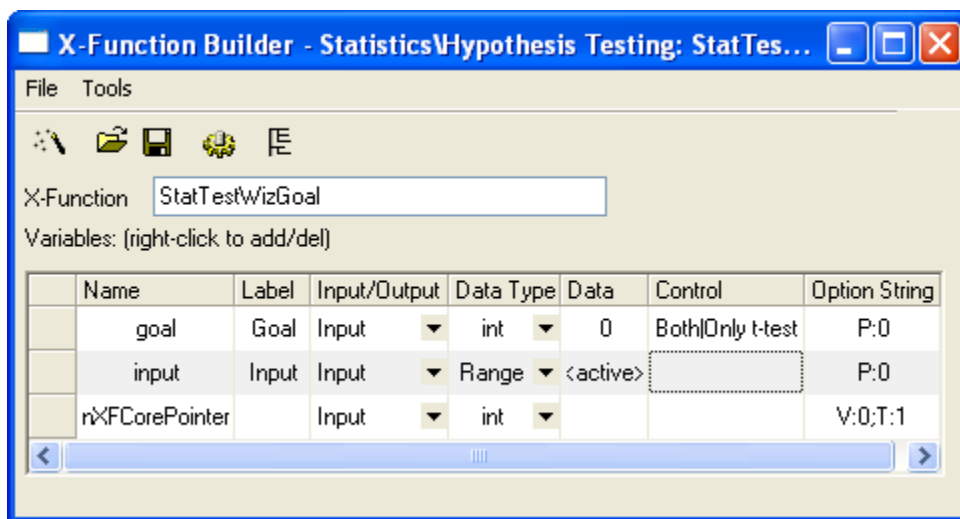 X-Function Builder - Statistics\Hypothesis Testing: StatTes...
File Tools
X-Function StatTestWizGoal
Variables: (right-click to add/del)
Name Label Input/Output Data Type Data Control Option String
goal Goal Input int 0 Both|Only t-test P:0
input Input Input Range <active> P:0
nXFCorePointer Input int V:0;T:1